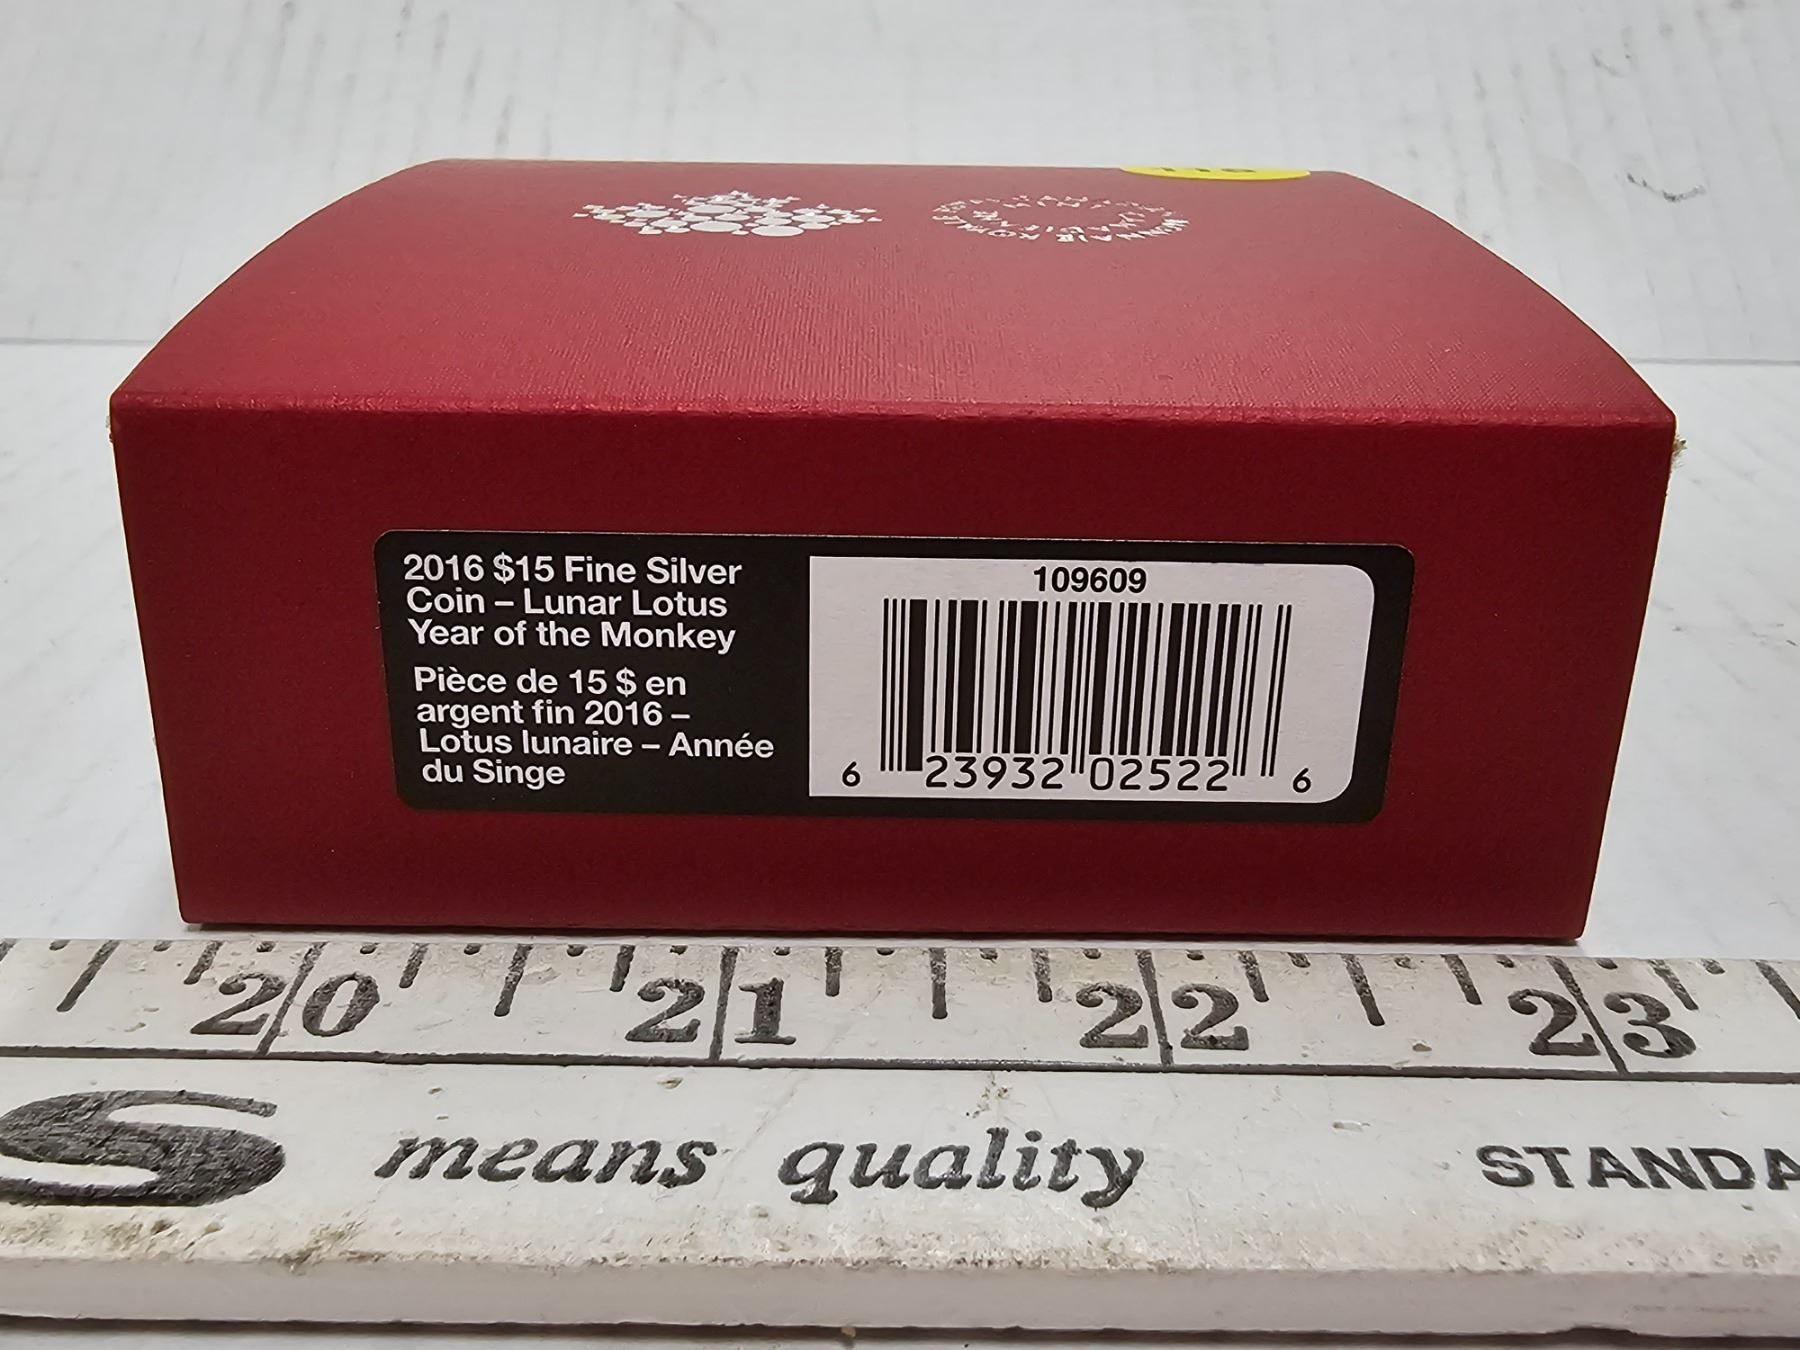 2016 $15 Fine Silver
Coin – Lunar Lotus
Year of the Monkey
Pièce de 15 $ en
argent fin 2016 –
Lotus lunaire – Année
du Singe
109609
6 23932 02522 6
20 21 22 23
S means quality STANDA